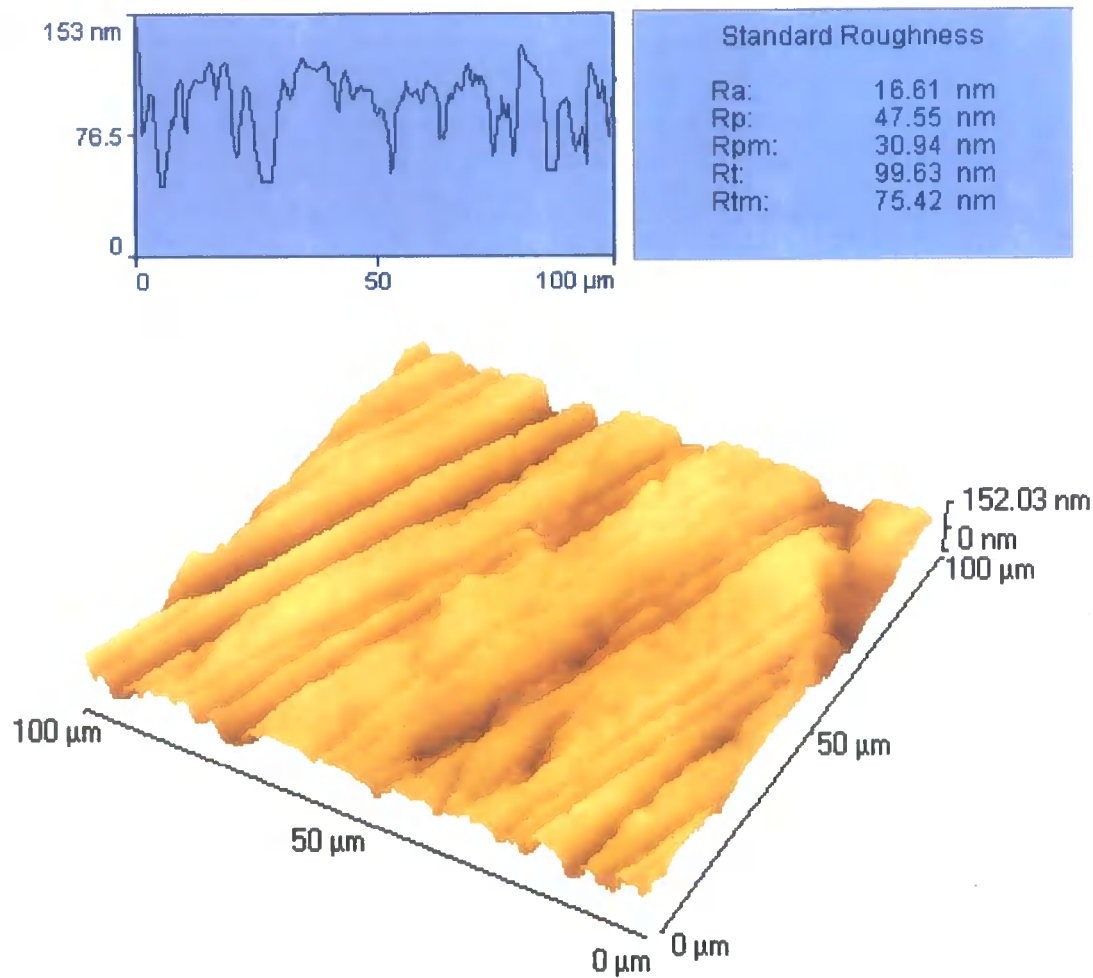 153 nm
76.5
0
0 50 100 µm
Standard Roughness
Ra: 16.61 nm
Rp: 47.55 nm
Rpm: 30.94 nm
Rt: 99.63 nm
Rtm: 75.42 nm
152.03 nm
0 nm
100 µm
100 µm
50 µm
50 µm
0 µm
0 µm